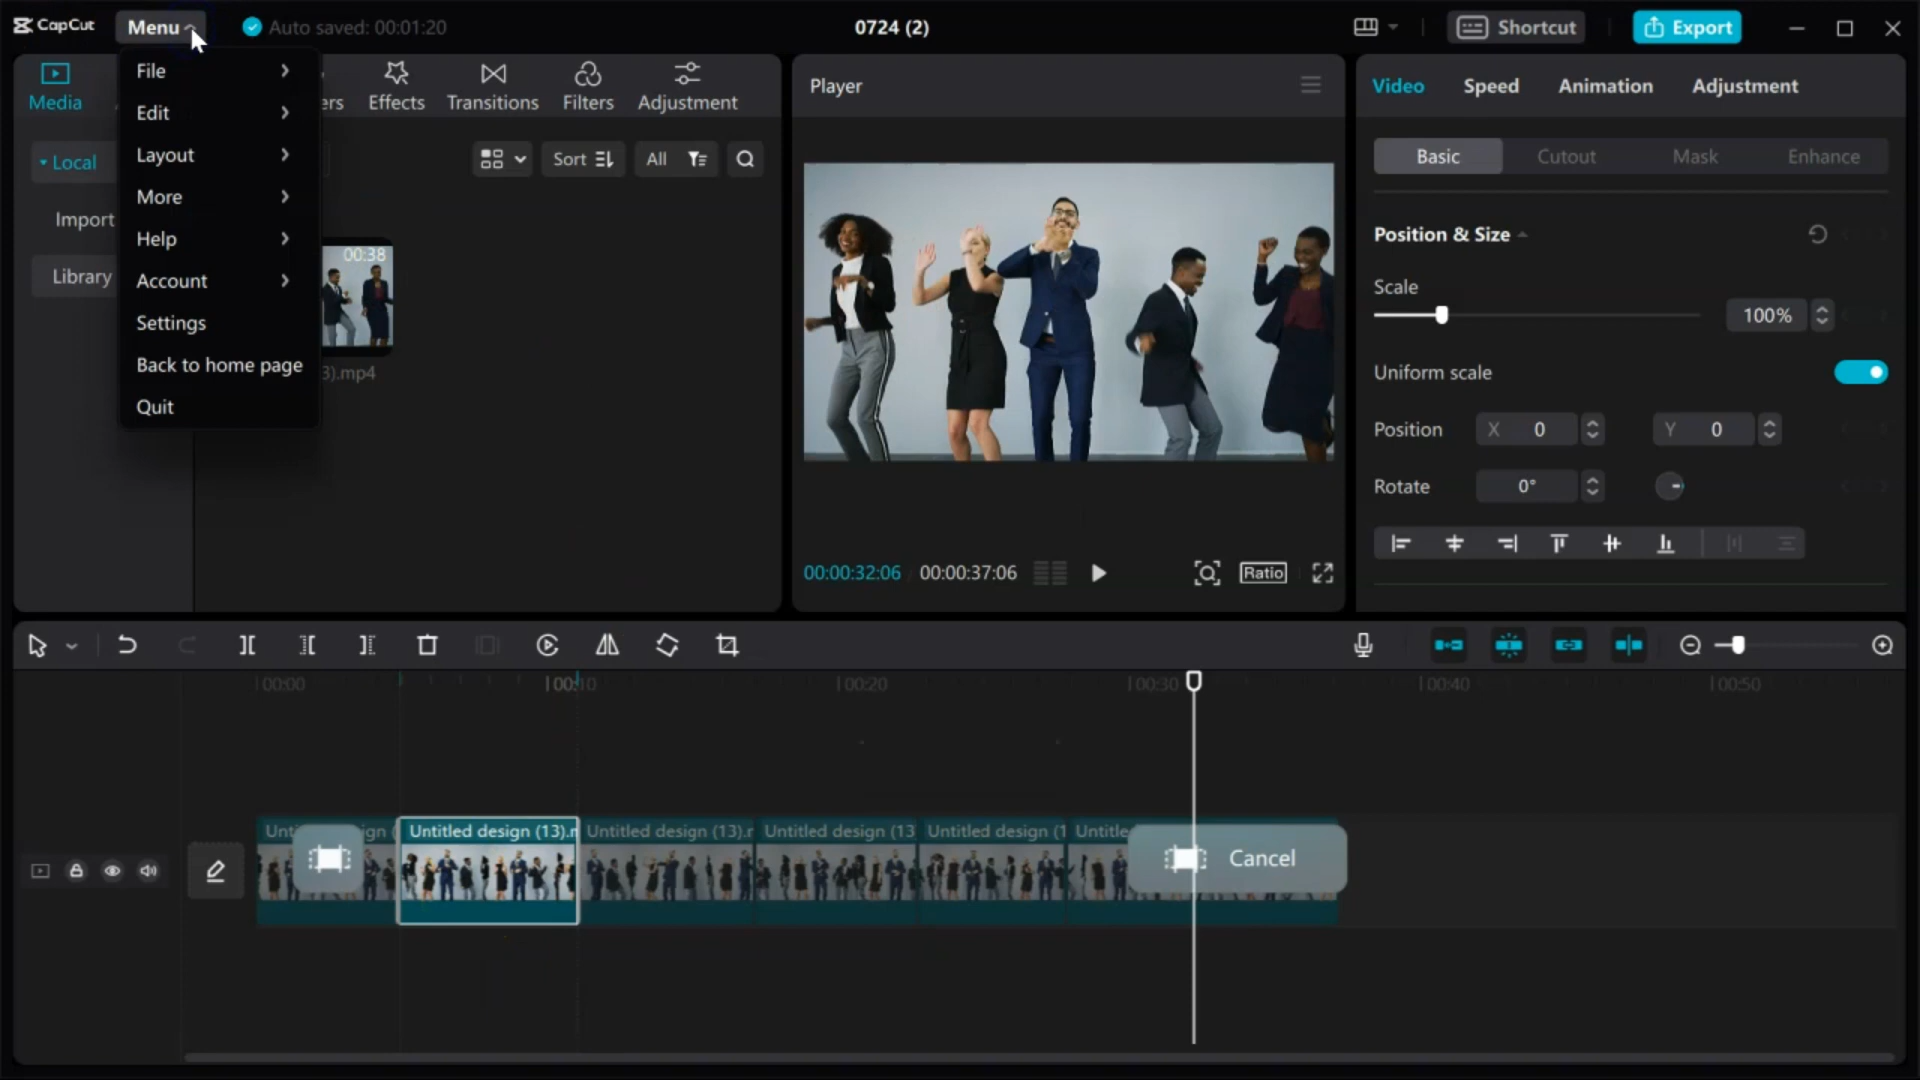 CapCut
Menu
Auto saved: 00:01:20
0724 (2)
Shortcut
Export
File
Edit
Layout
More
Help
Account
Settings
Back to home page
Quit
Media
ers
Effects
Transitions
Filters
Adjustment
Local
Import
Library
Sort
All
00:38
3).mp4
Player
00:00:32:06
00:00:37:06
Ratio
Video
Speed
Animation
Adjustment
Basic
Cutout
Mask
Enhance
Position & Size
Scale
100%
Uniform scale
Position
X 0
Y 0
Rotate
0°
00:00
00:10
00:20
00:30
00:40
00:50
Unti
ign (
Untitled design (13).m
Untitled design (13).r
Untitled design (13
Untitled design (1
Untitle
Cancel